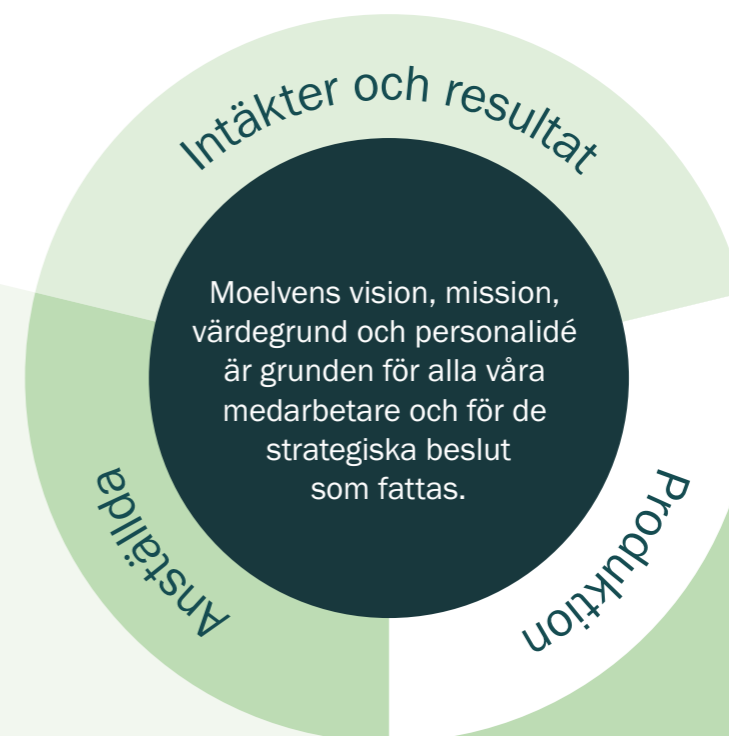 Intäkter och resultat
Moelvens vision, mission,
värdegrund och personalidé
är grunden för alla våra
medarbetare och för de
strategiska beslut
som fattas.
Anställda
Produktion